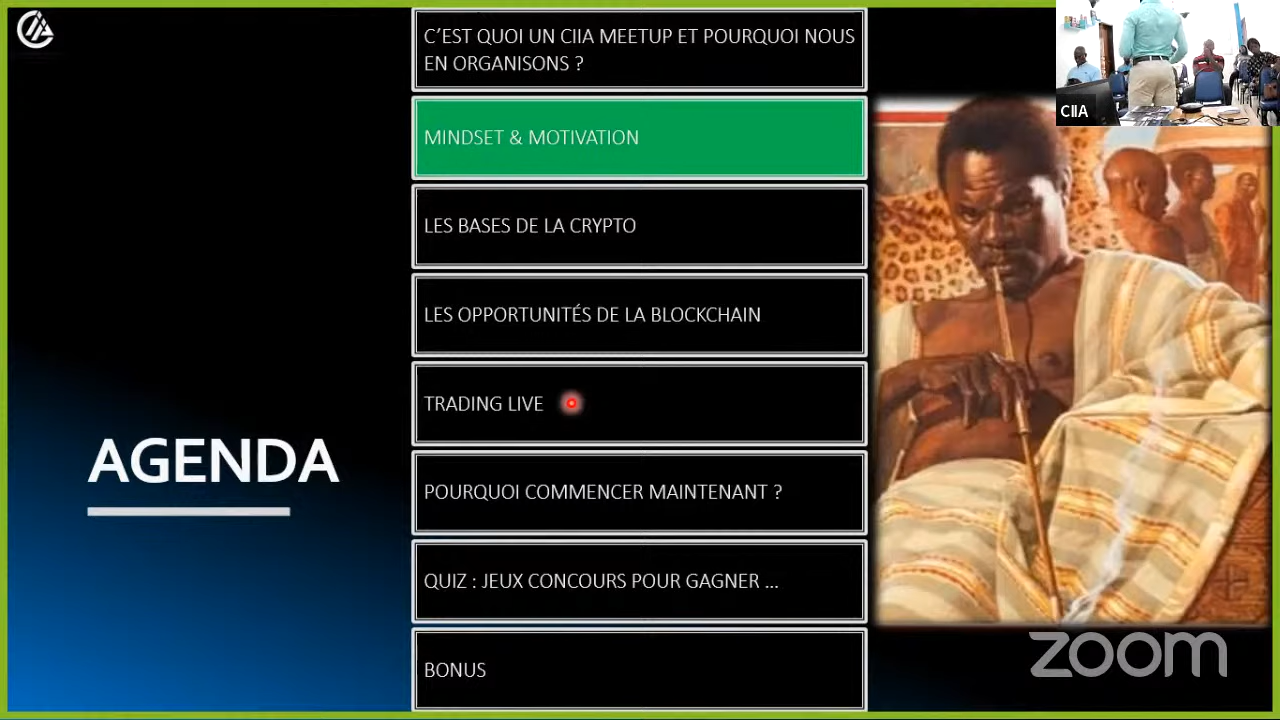 C'EST QUOI UN CIIA MEETUP ET POURQUOI NOUS
EN ORGANISONS ?
MINDSET & MOTIVATION
LES BASES DE LA CRYPTO
LES OPPORTUNITÉS DE LA BLOCKCHAIN
TRADING LIVE
POURQUOI COMMENCER MAINTENANT ?
QUIZ : JEUX CONCOURS POUR GAGNER ...
BONUS
AGENDA
CIIA
zoom